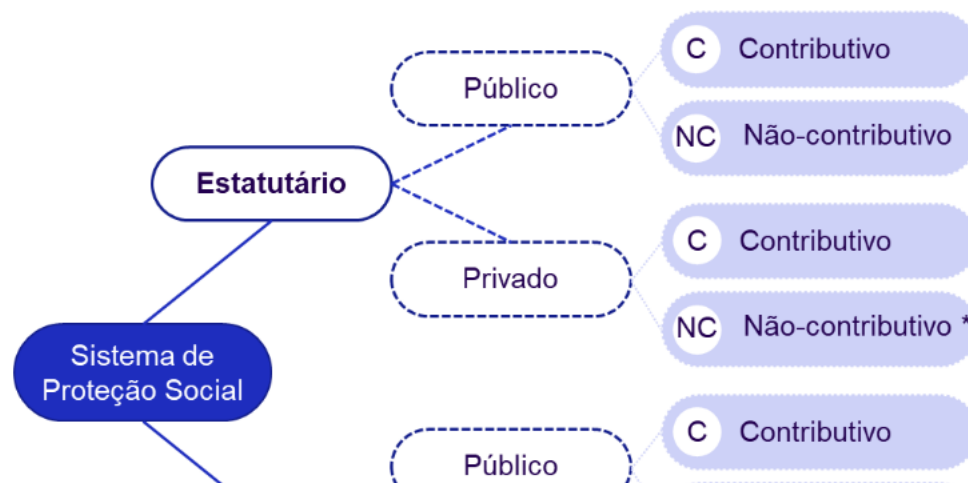 C Contributivo
Público
NC Não-contributivo
Estatutário
C Contributivo
Privado
NC Não-contributivo *
Sistema de
Proteção Social
C Contributivo
Público